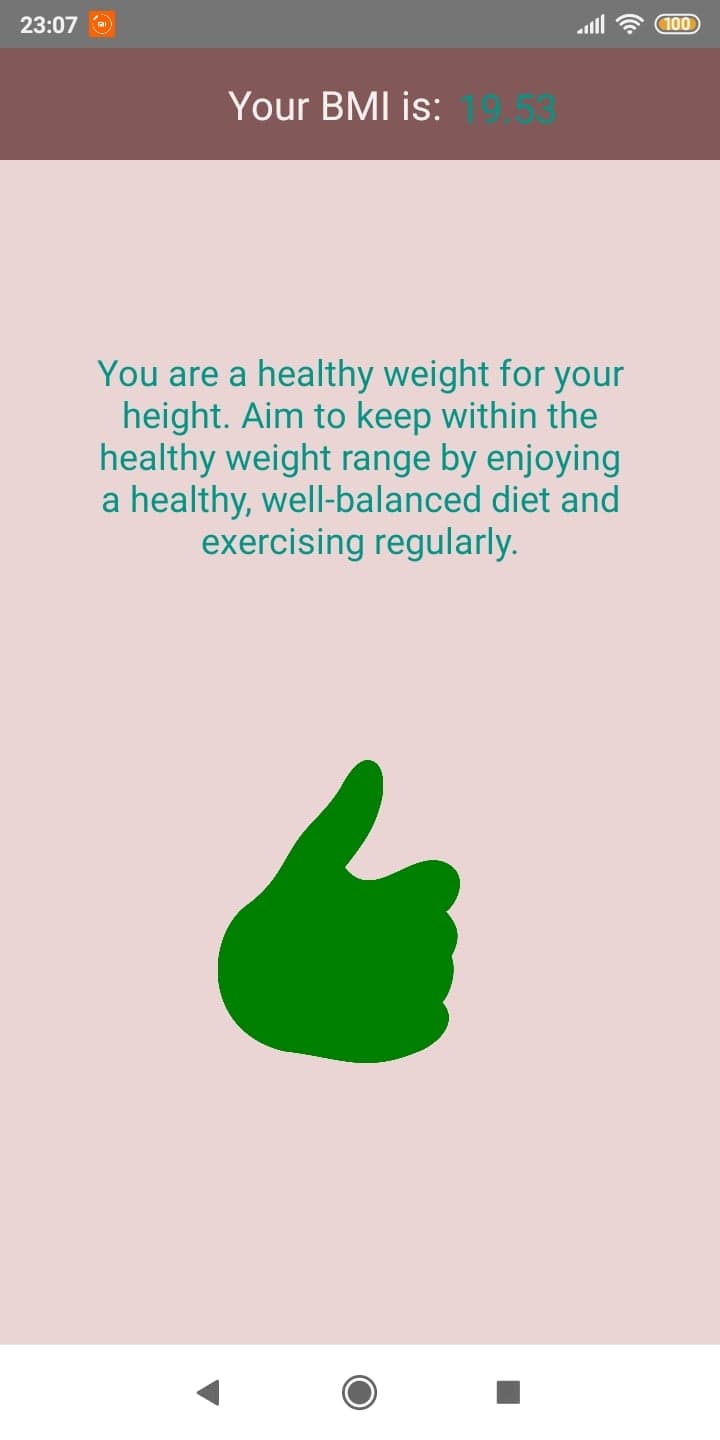 23:07
100
Your BMI is: 19.53
You are a healthy weight for your
height. Aim to keep within the
healthy weight range by enjoying
a healthy, well-balanced diet and
exercising regularly.